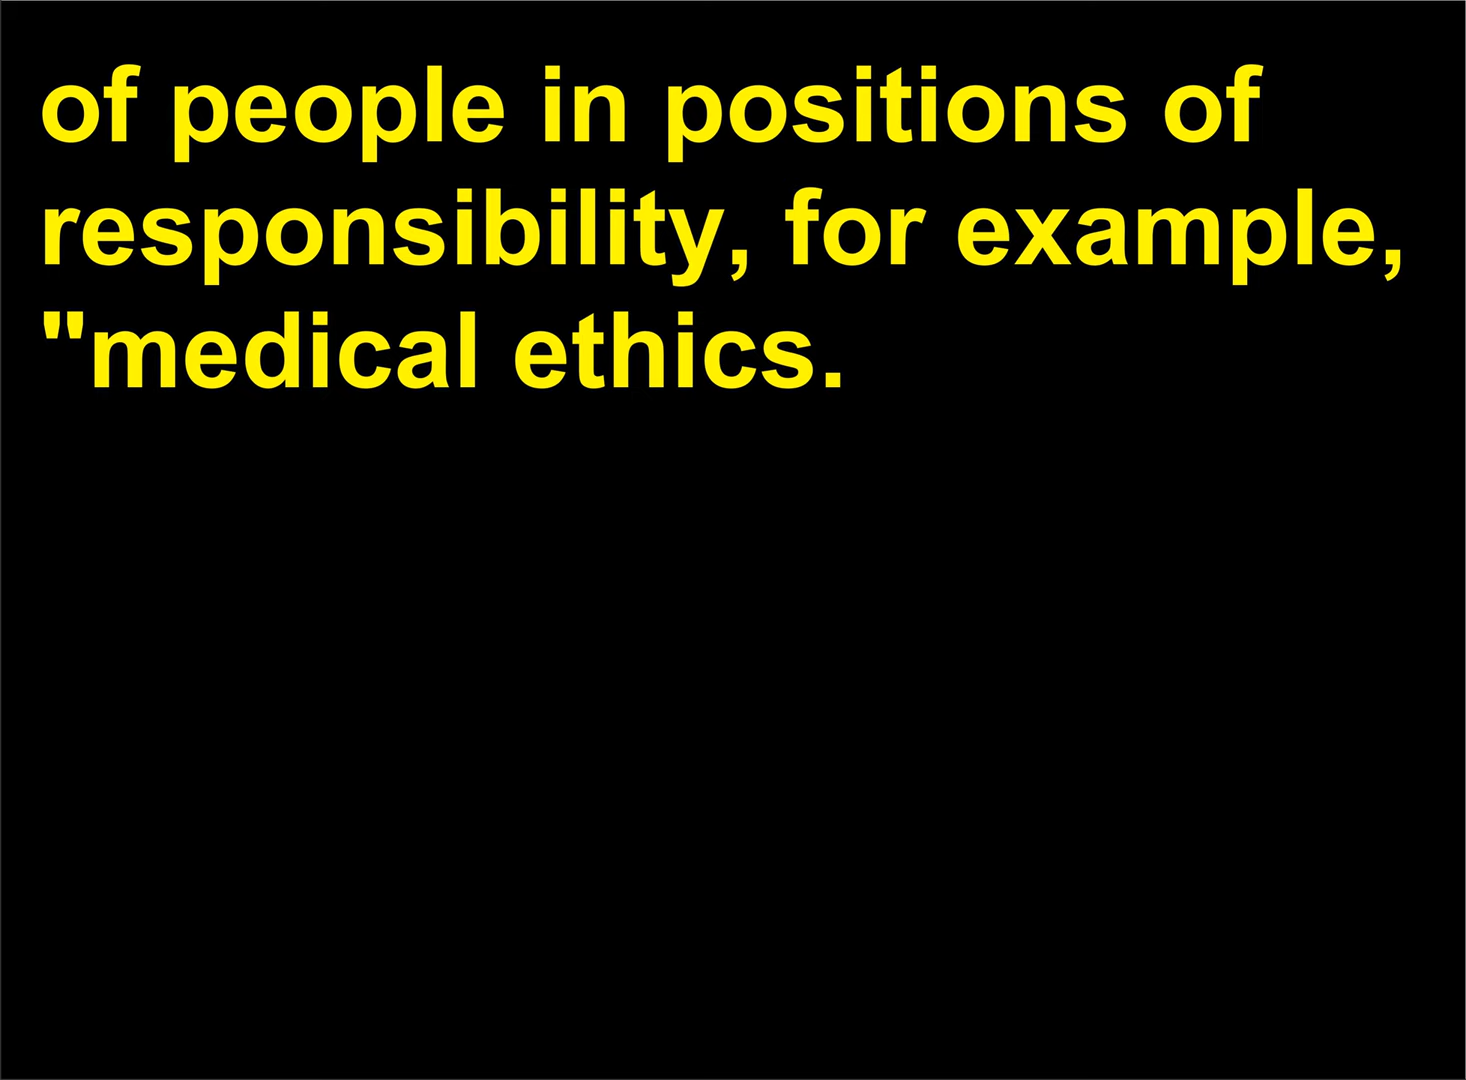 of people in positions of
responsibility, for example,
"medical ethics.